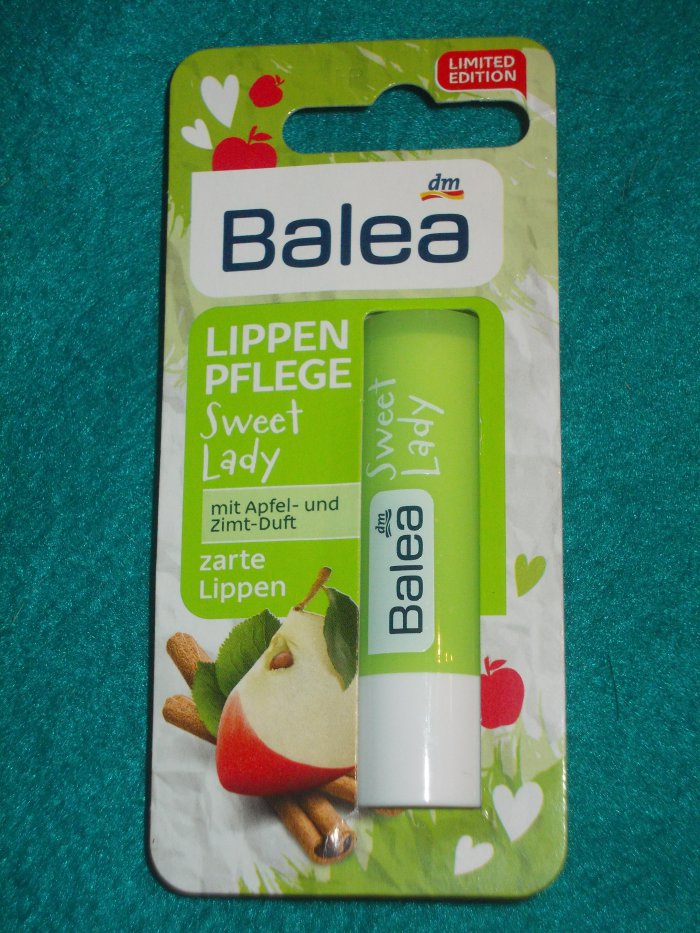 LIMITED
EDITION
dm
Balea
LIPPEN
PFLEGE
Sweet
Lady
mit Apfel- und
Zimt-Duft
zarte
Lippen
Sweet
Lady
dm
Balea